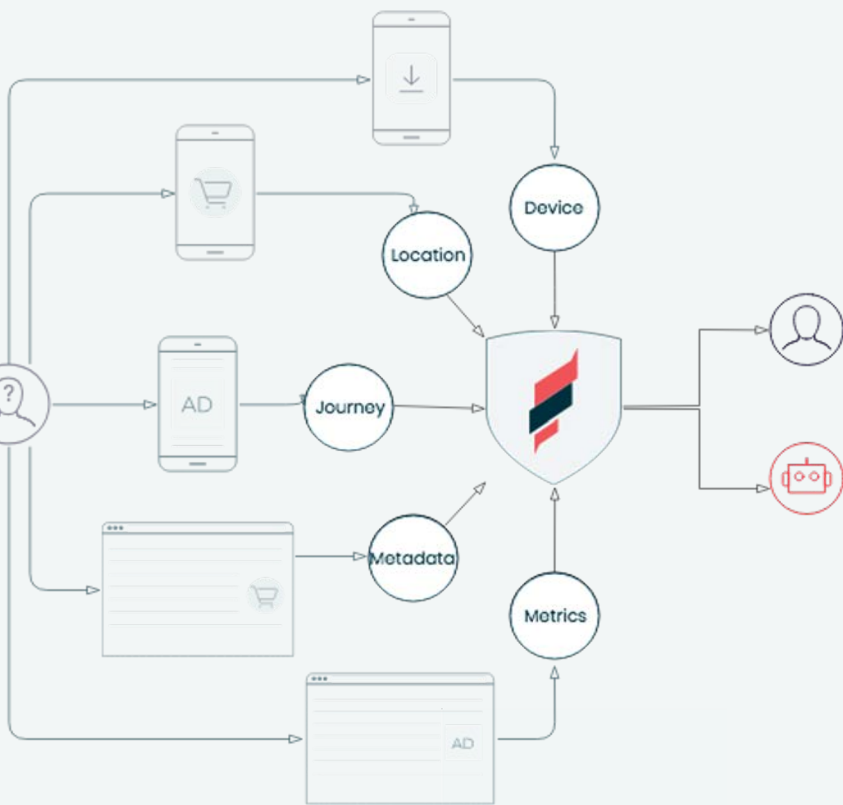 Device
Location
?
AD
Journey
Metadata
Metrics
AD